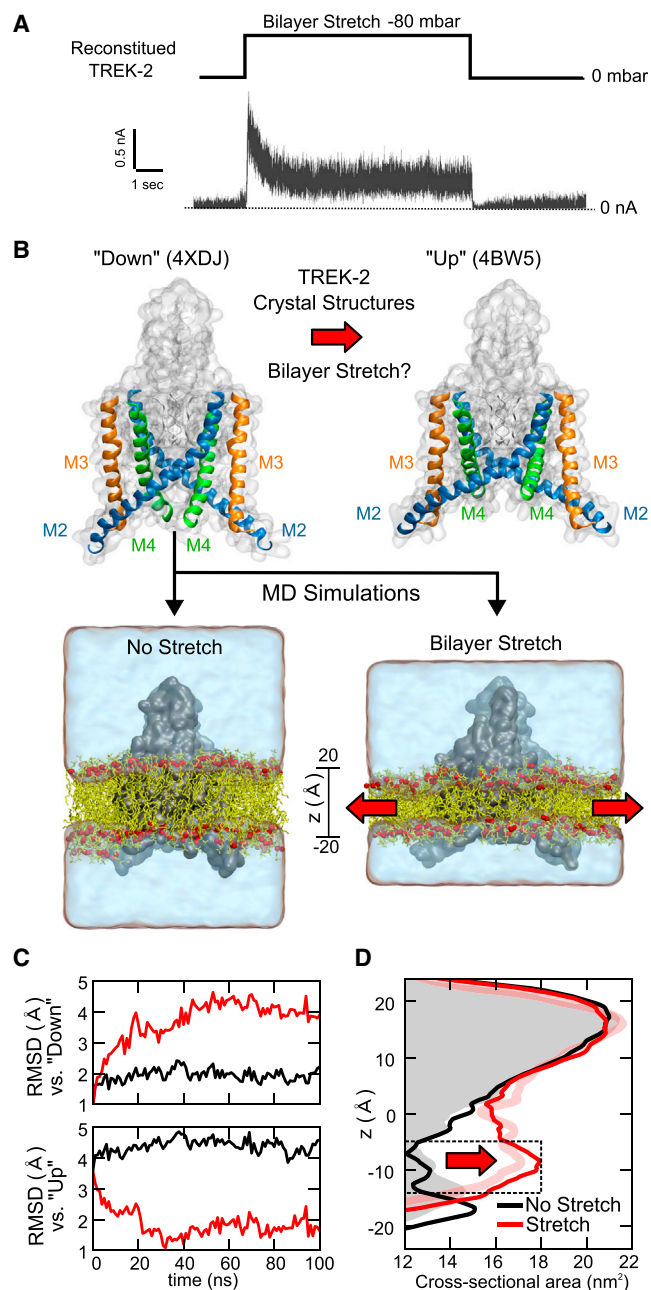 A
Bilayer Stretch -80 mbar
Reconstitued
TREK-2
0 mbar
0.5 nA
1 sec
0 nA
B
"Down" (4XDJ)
"Up" (4BW5)
TREK-2
Crystal Structures
Bilayer Stretch?
M3
M3
M2
M4
M4
M2
M3
M3
M2
M4
M4
M2
MD Simulations
No Stretch
Bilayer Stretch
20
z (Å)
-20
C
RMSD (Å)
vs. "Down"
5
4
3
2
1
RMSD (Å)
vs. "Up"
5
4
3
2
1
0 20 40 60 80 100
time (ns)
D
z (Å)
20
10
0
-10
-20
No Stretch
Stretch
12 14 16 18 20 22
Cross-sectional area (nm²)